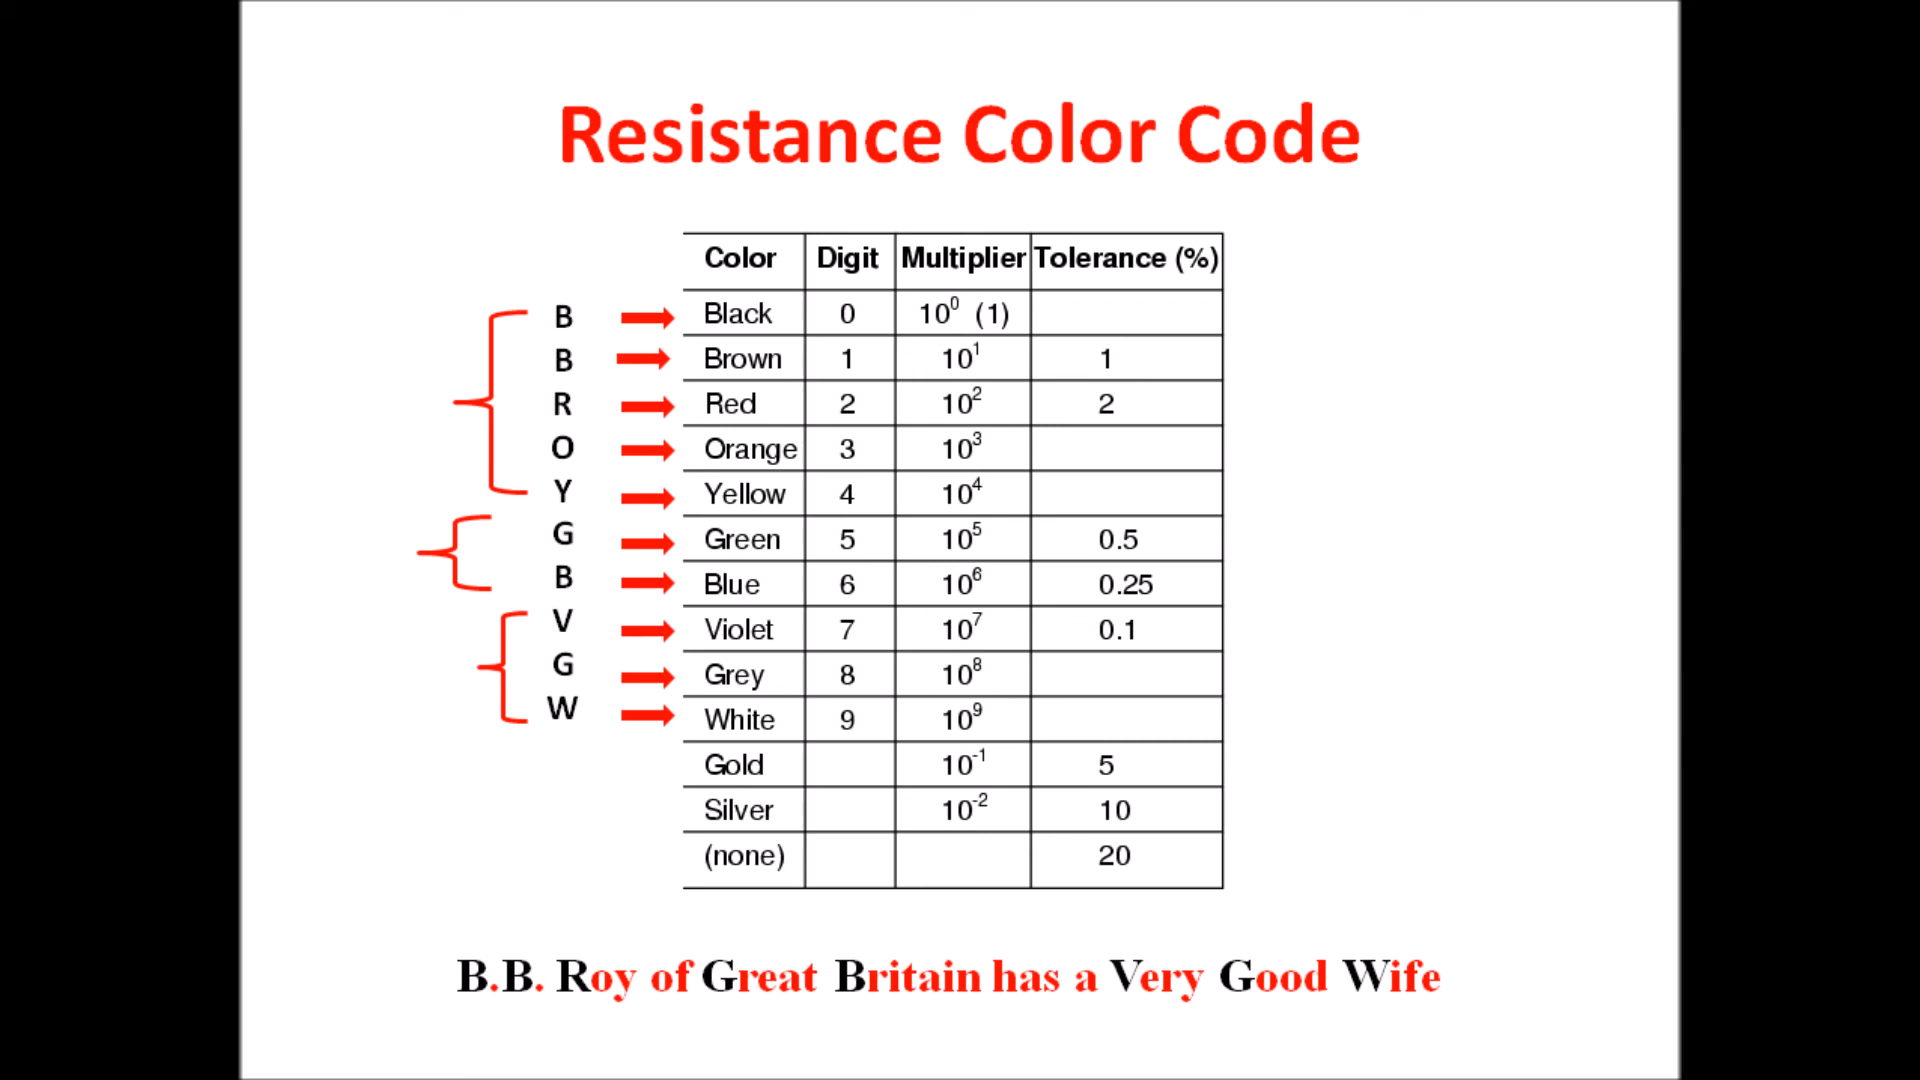 Resistance Color Code
Color Digit Multiplier Tolerance (%)
B Black 0 10⁰ (1)
B Brown 1 10¹ 1
R Red 2 10² 2
O Orange 3 10³
Y Yellow 4 10⁴
G Green 5 10⁵ 0.5
B Blue 6 10⁶ 0.25
V Violet 7 10⁷ 0.1
G Grey 8 10⁸
W White 9 10⁹
Gold 10⁻¹ 5
Silver 10⁻² 10
(none) 20
B.B. Roy of Great Britain has a Very Good Wife